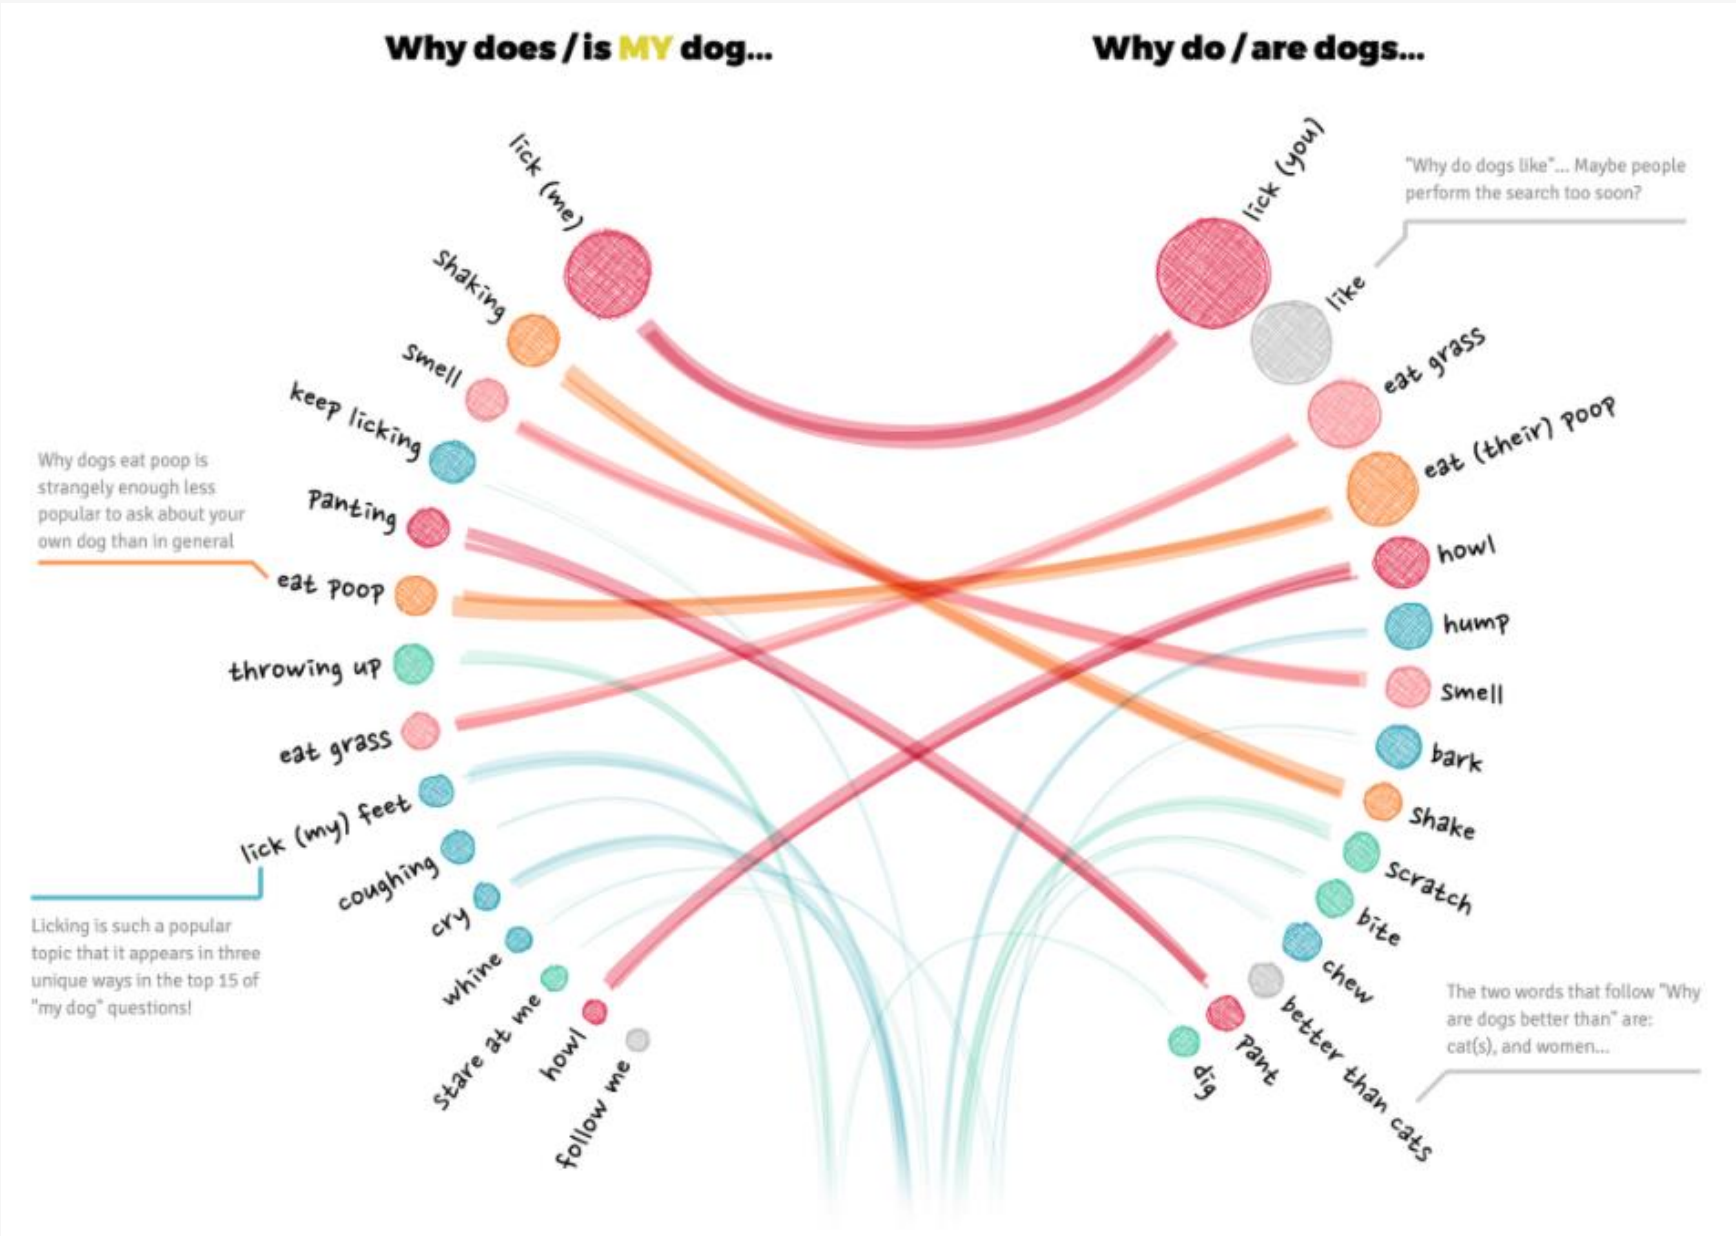 Why does / is MY dog...
lick (me)
shaking
smell
keep licking
panting
eat poop
throwing up
eat grass
lick (my) feet
coughing
cry
whine
stare at me
howl
follow me
Why dogs eat poop is
strangely enough less
popular to ask about your
own dog than in general
Licking is such a popular
topic that it appears in three
unique ways in the top 15 of
"my dog" questions!
Why do / are dogs...
lick (you)
like
eat grass
eat (their) poop
howl
hump
smell
bark
shake
scratch
bite
chew
better than cats
pant
dig
"Why do dogs like"... Maybe people
perform the search too soon?
The two words that follow "Why
are dogs better than" are:
cat(s), and women...